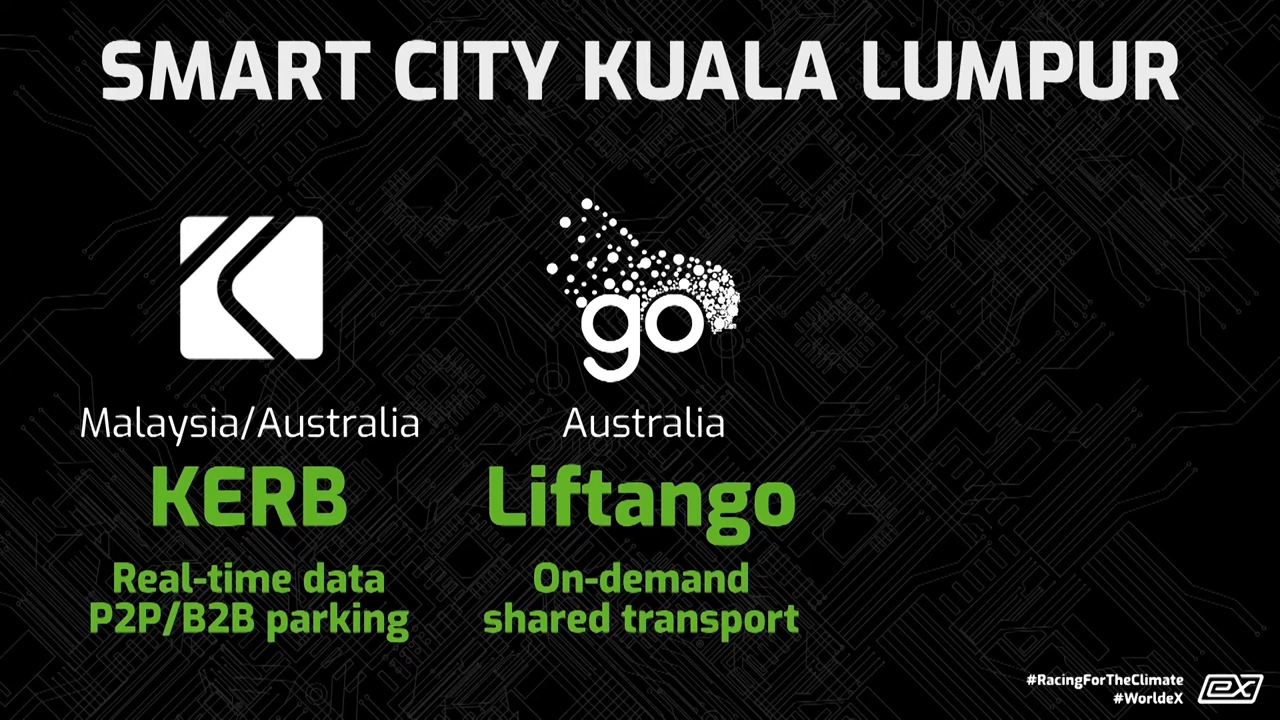 SMART CITY KUALA LUMPUR
go
Malaysia/Australia
KERB
Real-time data
P2P/B2B parking
Australia
Liftango
On-demand
shared transport
#RacingForTheClimate
#WorldeX
ex